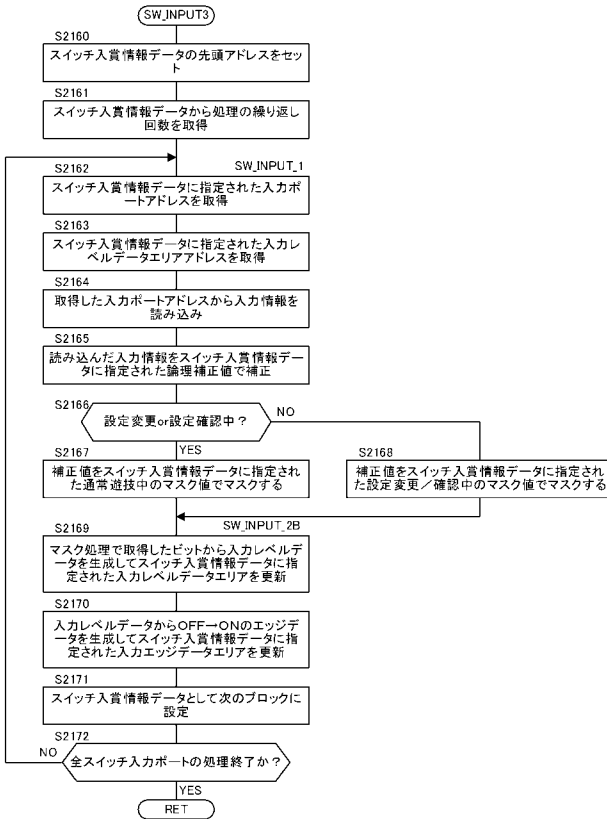 SW_INPUT3
S2160
スイッチ入賞情報データの先頭アドレスをセッ
ト
S2161
スイッチ入賞情報データから処理の繰り返し
回数を取得
SW_INPUT_1
S2162
スイッチ入賞情報データに指定された入力ポ
ートアドレスを取得
S2163
スイッチ入賞情報データに指定された入力レ
ベルデータエリアアドレスを取得
S2164
取得した入力ポートアドレスから入力情報を
読み込み
S2165
読み込んだ入力情報をスイッチ入賞情報デー
タに指定された論理補正値で補正
S2166
設定変更or設定確認中？
NO
YES
S2167
補正値をスイッチ入賞情報データに指定され
た通常遊技中のマスク値でマスクする
S2168
補正値をスイッチ入賞情報データに指定され
た設定変更／確認中のマスク値でマスクする
SW_INPUT_2B
S2169
マスク処理で取得したビットから入力レベルデ
ータを生成してスイッチ入賞情報データに
指定された入力レベルデータエリアを更新
S2170
入力レベルデータからOFF→ONのエッジデ
ータを生成してスイッチ入賞情報データに指
定された入力エッジデータエリアを更新
S2171
スイッチ入賞情報データとして次のブロックに
設定
S2172
NO
全スイッチ入力ポートの処理終了か？
YES
RET